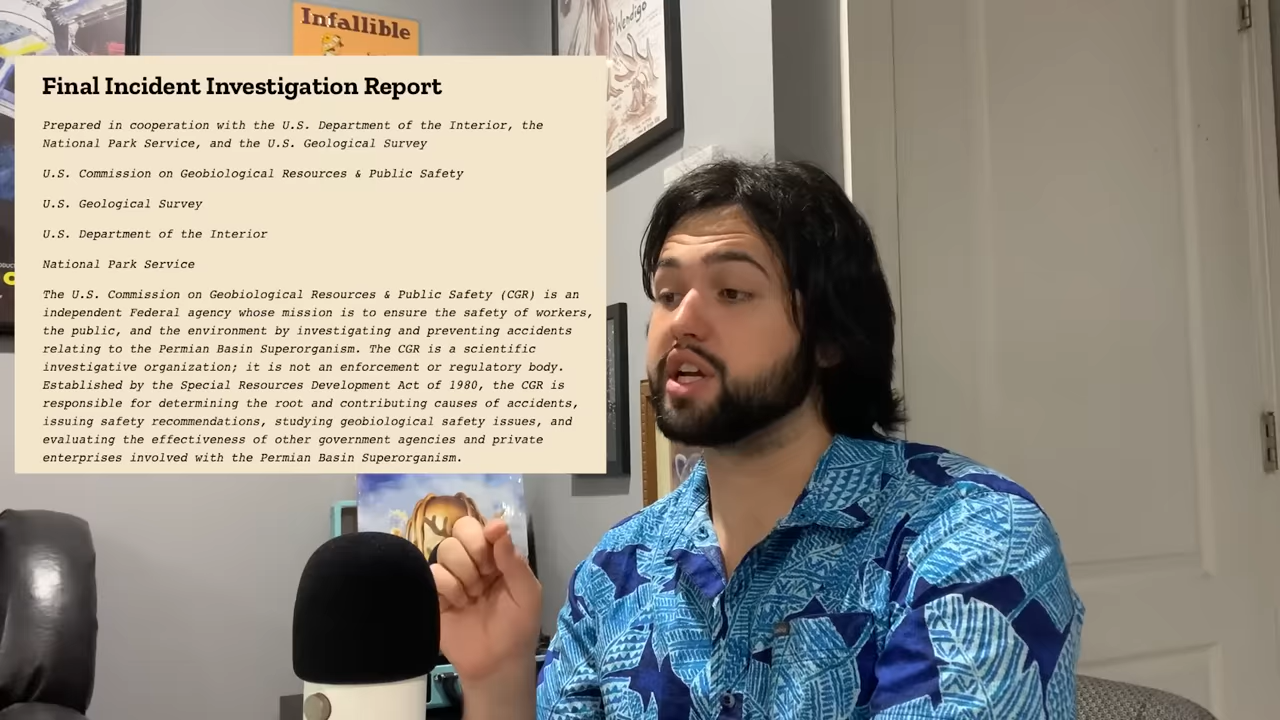 Infallible
Wendigo
Final Incident Investigation Report
Prepared in cooperation with the U.S. Department of the Interior, the
National Park Service, and the U.S. Geological Survey
U.S. Commission on Geobiological Resources & Public Safety
U.S. Geological Survey
U.S. Department of the Interior
National Park Service
The U.S. Commission on Geobiological Resources & Public Safety (CGR) is an
independent Federal agency whose mission is to ensure the safety of workers,
the public, and the environment by investigating and preventing accidents
relating to the Permian Basin Superorganism. The CGR is a scientific
investigative organization; it is not an enforcement or regulatory body.
Established by the Special Resources Development Act of 1980, the CGR is
responsible for determining the root and contributing causes of accidents,
issuing safety recommendations, studying geobiological safety issues, and
evaluating the effectiveness of other government agencies and private
enterprises involved with the Permian Basin Superorganism.